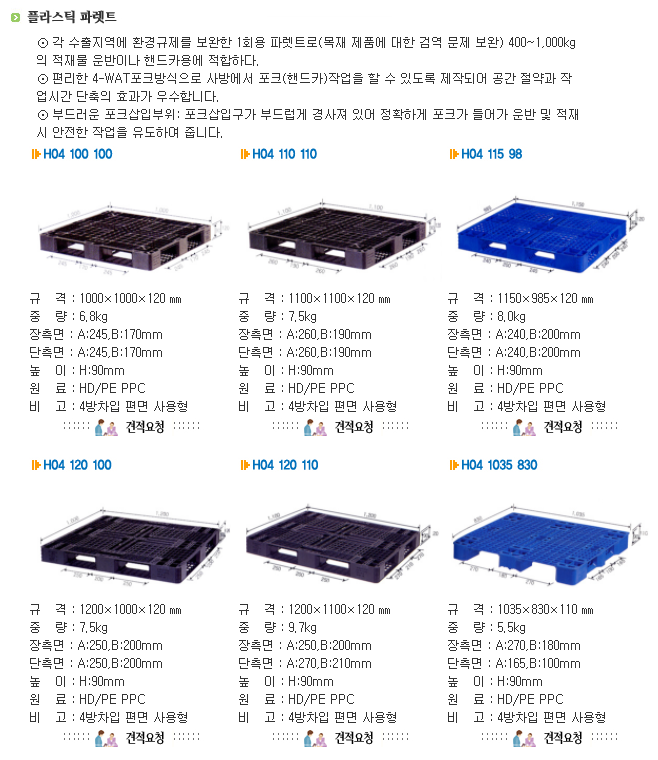 플라스틱 파렛트
⊙ 각 수출지역에 환경규제를 보완한 1회용 파렛트로(목재 제품에 대한 검역 문제 보완) 400~1,000kg
의 적재물 운반이나 핸드카용에 적합하다.
⊙ 편리한 4-WAT포크방식으로 사방에서 포크(핸드카)작업을 할 수 있도록 제작되어 공간 절약과 작
업시간 단축의 효과가 우수합니다.
⊙ 부드러운 포크삽입부위: 포크삽입구가 부드럽게 경사져 있어 정확하게 포크가 들어가 운반 및 적재
시 안전한 작업을 유도하여 줍니다.
H04 100 100
규 격 : 1000×1000×120 ㎜
중 량 : 6.8kg
장측면 : A:245,B:170mm
단측면 : A:245,B:170mm
높 이 : H:90mm
원 료 : HD/PE PPC
비 고 : 4방차입 편면 사용형
견적요청
H04 110 110
1,100
1,100
260
190
260
규 격 : 1100×1100×120 ㎜
중 량 : 7.5kg
장측면 : A:260,B:190mm
단측면 : A:260,B:190mm
높 이 : H:90mm
원 료 : HD/PE PPC
비 고 : 4방차입 편면 사용형
견적요청
H04 115 98
985
1,150
240
245
규 격 : 1150×985×120 ㎜
중 량 : 8.0kg
장측면 : A:240,B:200mm
단측면 : A:240,B:200mm
높 이 : H:90mm
원 료 : HD/PE PPC
비 고 : 4방차입 편면 사용형
견적요청
H04 120 100
규 격 : 1200×1000×120 ㎜
중 량 : 7.5kg
장측면 : A:250,B:200mm
단측면 : A:250,B:200mm
높 이 : H:90mm
원 료 : HD/PE PPC
비 고 : 4방차입 편면 사용형
견적요청
H04 120 110
250
200
250
규 격 : 1200×1100×120 ㎜
중 량 : 9.7kg
장측면 : A:250,B:200mm
단측면 : A:270,B:210mm
높 이 : H:90mm
원 료 : HD/PE PPC
비 고 : 4방차입 편면 사용형
견적요청
H04 1035 830
270
180
270
규 격 : 1035×830×110 ㎜
중 량 : 5.5kg
장측면 : A:270,B:180mm
단측면 : A:165,B:100mm
높 이 : H:90mm
원 료 : HD/PE PPC
비 고 : 4방차입 편면 사용형
견적요청